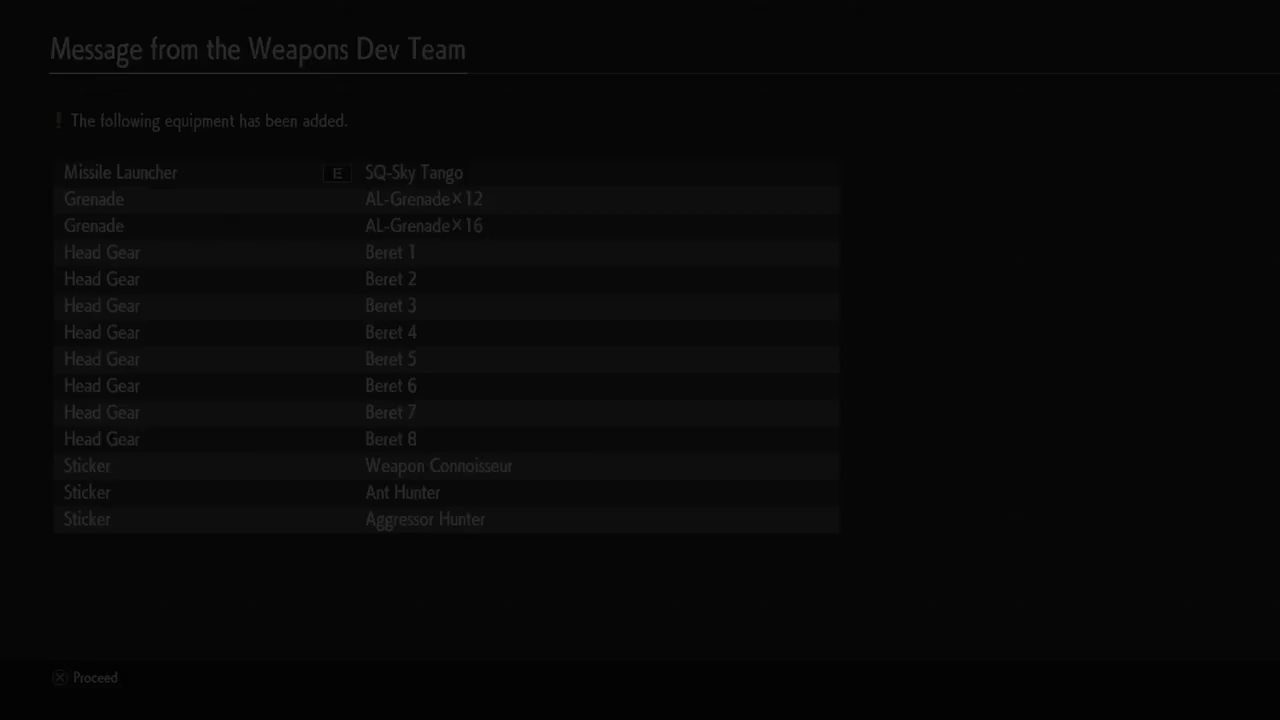 Message from the Weapons Dev Team
! The following equipment has been added.
Missile Launcher E SQ-Sky Tango
Grenade AL-Grenade×12
Grenade AL-Grenade×16
Head Gear Beret 1
Head Gear Beret 2
Head Gear Beret 3
Head Gear Beret 4
Head Gear Beret 5
Head Gear Beret 6
Head Gear Beret 7
Head Gear Beret 8
Sticker Weapon Connoisseur
Sticker Ant Hunter
Sticker Aggressor Hunter
Proceed